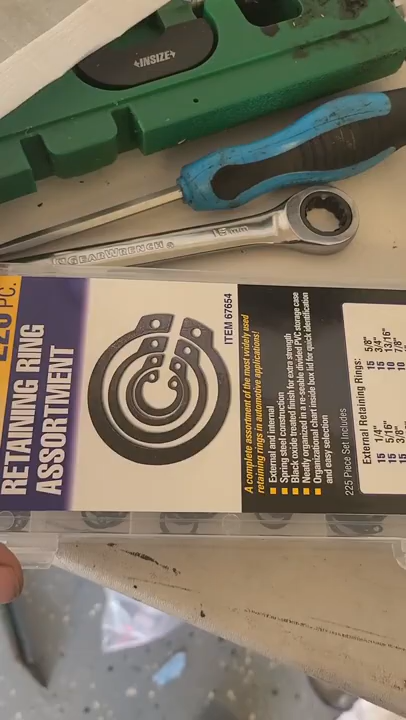 INSIZE
15mm
GEARWRENCH
225 PC.
RETAINING RING
ASSORTMENT
ITEM 67654
A complete assortment of the most widely used
retaining rings in automotive applications!
External and internal
Spring steel construction
Black oxide treated finish for extra strength
Neatly organized in a re-sealable divided PVC storage case
Organizational chart inside box lid for quick identification
and easy selection
225 Piece Set Includes
External Retaining Rings:
15 1/4"
15 5/16"
15 3/8"
15 5/8"
10 3/4"
10 13/16"
10 7/8"